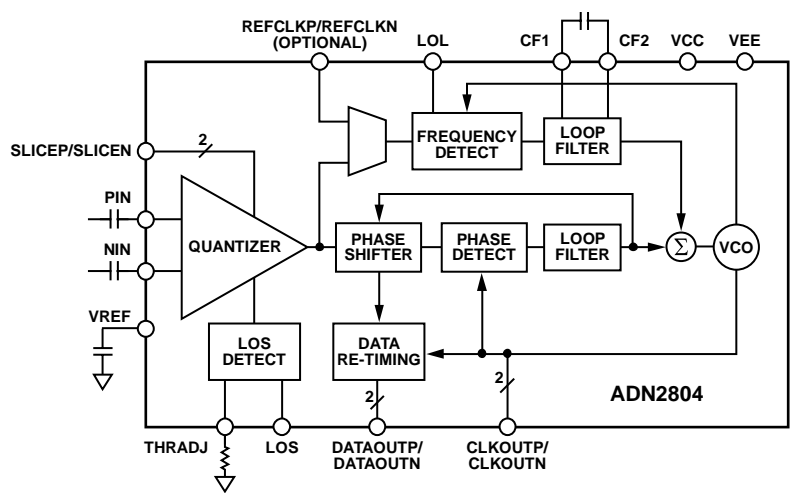 REFCLKP/REFCLKN
(OPTIONAL)
LOL
CF1
CF2
VCC
VEE
SLICEP/SLICEN
2
FREQUENCY
DETECT
LOOP
FILTER
PIN
NIN
QUANTIZER
PHASE
SHIFTER
PHASE
DETECT
LOOP
FILTER
Σ
VCO
VREF
LOS
DETECT
DATA
RE-TIMING
2
2
ADN2804
THRADJ
LOS
DATAOUTP/
DATAOUTN
CLKOUTP/
CLKOUTN